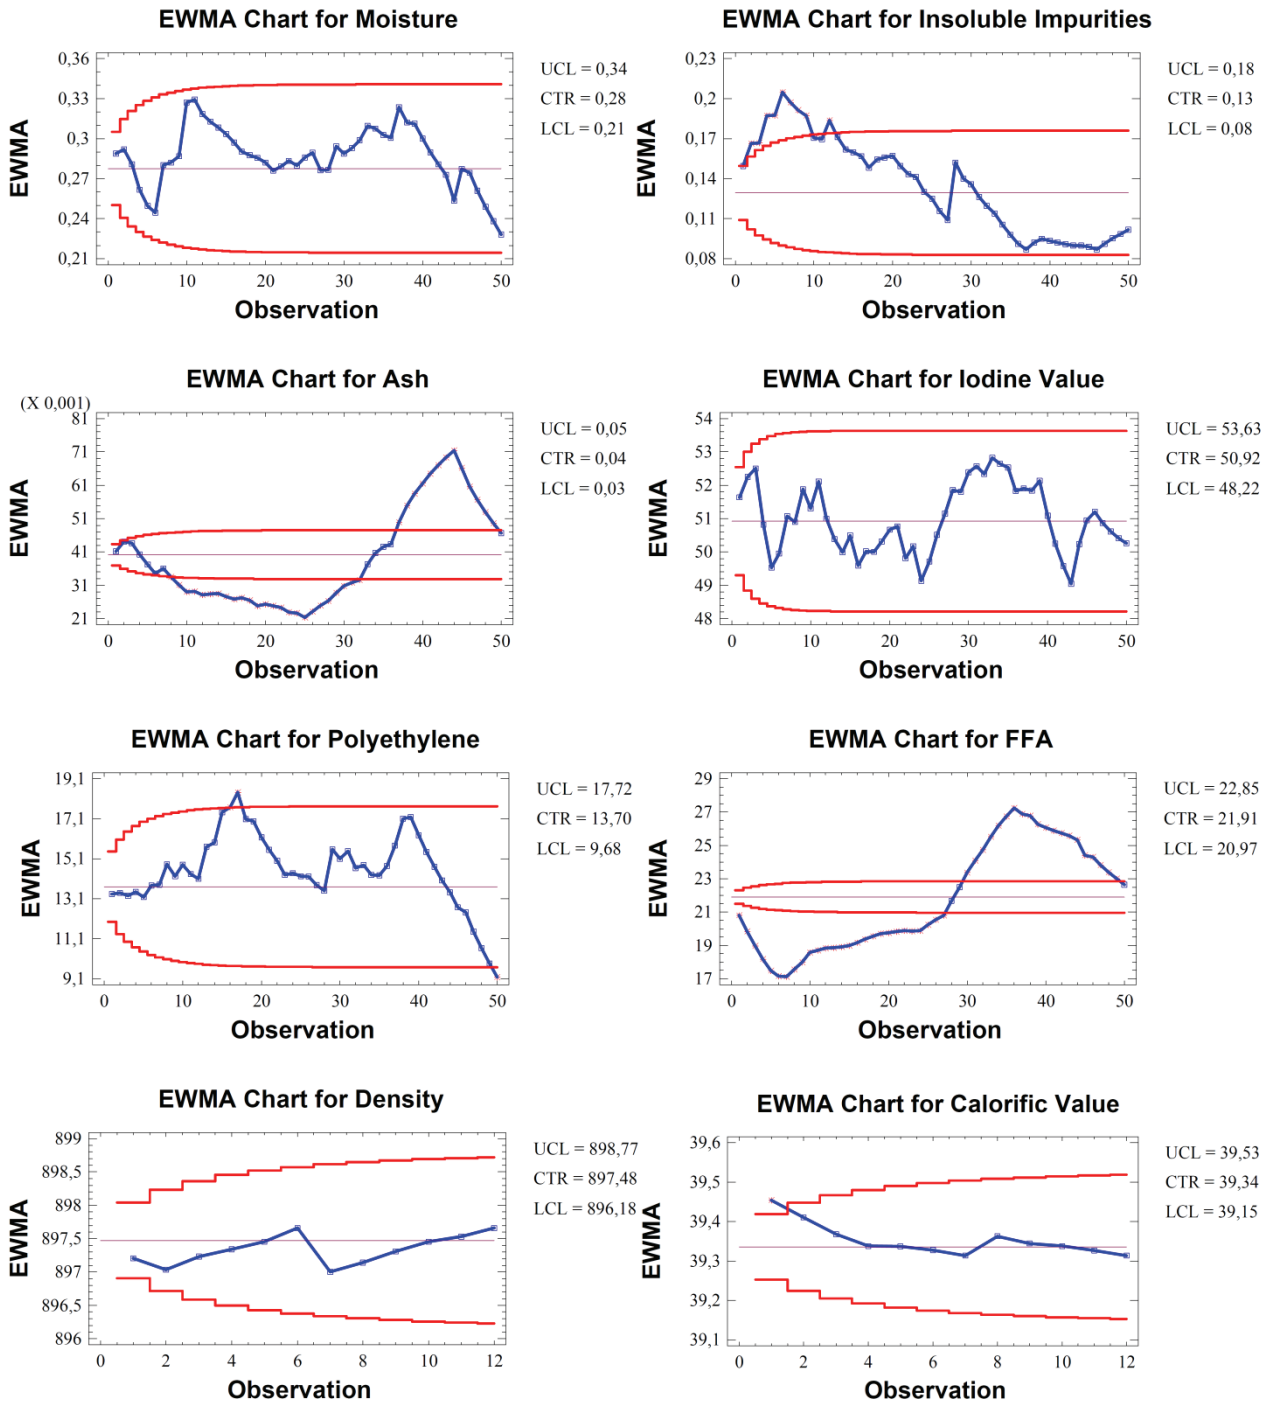 EWMA Chart for Moisture
0,36
0,33
0,3
0,27
0,24
0,21
EWMA
0 10 20 30 40 50
Observation
UCL = 0,34
CTR = 0,28
LCL = 0,21
EWMA Chart for Insoluble Impurities
0,23
0,2
0,17
0,14
0,11
0,08
EWMA
0 10 20 30 40 50
Observation
UCL = 0,18
CTR = 0,13
LCL = 0,08
EWMA Chart for Ash
(X 0,001)
81
71
61
51
41
31
21
EWMA
0 10 20 30 40 50
Observation
UCL = 0,05
CTR = 0,04
LCL = 0,03
EWMA Chart for Iodine Value
54
53
52
51
50
49
48
EWMA
0 10 20 30 40 50
Observation
UCL = 53,63
CTR = 50,92
LCL = 48,22
EWMA Chart for Polyethylene
19,1
17,1
15,1
13,1
11,1
9,1
EWMA
0 10 20 30 40 50
Observation
UCL = 17,72
CTR = 13,70
LCL = 9,68
EWMA Chart for FFA
29
27
25
23
21
19
17
EWMA
0 10 20 30 40 50
Observation
UCL = 22,85
CTR = 21,91
LCL = 20,97
EWMA Chart for Density
899
898,5
898
897,5
897
896,5
896
EWMA
0 2 4 6 8 10 12
Observation
UCL = 898,77
CTR = 897,48
LCL = 896,18
EWMA Chart for Calorific Value
39,6
39,5
39,4
39,3
39,2
39,1
EWMA
0 2 4 6 8 10 12
Observation
UCL = 39,53
CTR = 39,34
LCL = 39,15